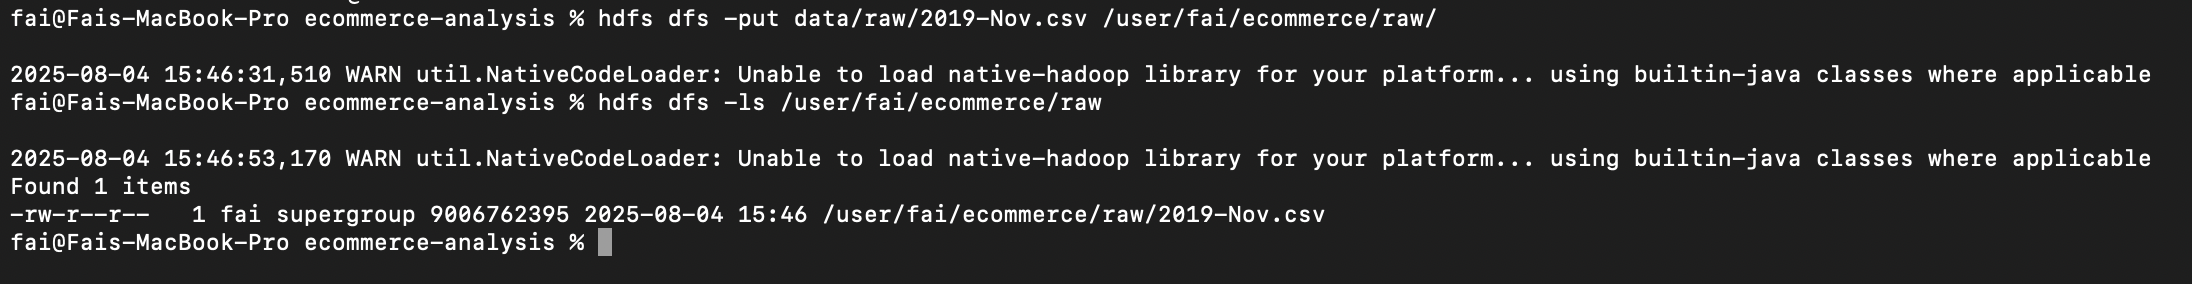 fai@Fais-MacBook-Pro ecommerce-analysis % hdfs dfs -put data/raw/2019-Nov.csv /user/fai/ecommerce/raw/
2025-08-04 15:46:31,510 WARN util.NativeCodeLoader: Unable to load native-hadoop library for your platform... using builtin-java classes where applicable
fai@Fais-MacBook-Pro ecommerce-analysis % hdfs dfs -ls /user/fai/ecommerce/raw
2025-08-04 15:46:53,170 WARN util.NativeCodeLoader: Unable to load native-hadoop library for your platform... using builtin-java classes where applicable
Found 1 items
-rw-r--r--   1 fai supergroup 9006762395 2025-08-04 15:46 /user/fai/ecommerce/raw/2019-Nov.csv
fai@Fais-MacBook-Pro ecommerce-analysis %